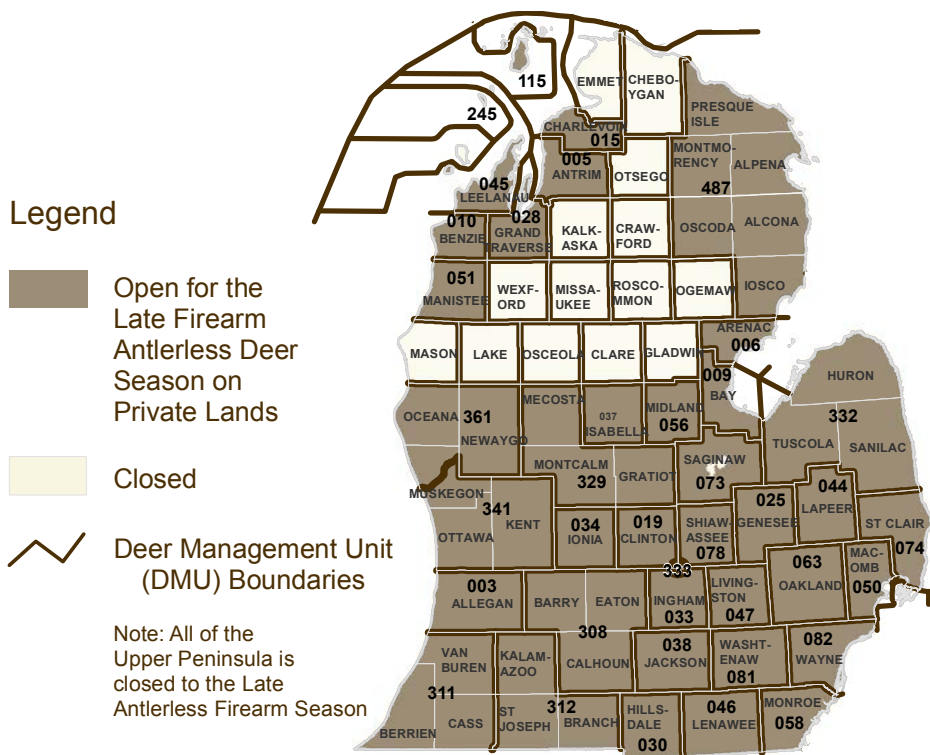 Legend
Open for the
Late Firearm
Antlerless Deer
Season on
Private Lands
Closed
Deer Management Unit
(DMU) Boundaries
Note: All of the
Upper Peninsula is
closed to the Late
Antlerless Firearm Season
115
245
EMMET
CHEBO-
YGAN
PRESQUE
ISLE
CHARLEVOIX
015
005
ANTRIM
OTSEGO
MONTMO-
RENCY
ALPENA
487
045
LEELANAU
010
BENZIE
028
GRAND
TRAVERSE
KALK-
ASKA
CRAW-
FORD
OSCODA
ALCONA
051
MANISTEE
WEXF-
ORD
MISSA-
UKEE
ROSCO-
MMON
OGEMAW
IOSCO
ARENAC
006
MASON
LAKE
OSCEOLA
CLARE
GLADWIN
009
BAY
HURON
OCEANA
361
NEWAYGO
MECOSTA
037
ISABELLA
MIDLAND
056
332
TUSCOLA
SANILAC
MONTCALM
329
GRATIOT
SAGINAW
073
MUSKEGON
341
OTTAWA
KENT
034
IONIA
019
CLINTON
SHIAW-
ASSEE
078
025
GENESEE
044
LAPEER
ST CLAIR
074
333
003
ALLEGAN
BARRY
EATON
INGHAM
033
LIVING-
STON
047
063
OAKLAND
MAC-
OMB
050
308
VAN
BUREN
KALAM-
AZOO
CALHOUN
038
JACKSON
WASHT-
ENAW
081
082
WAYNE
311
BERRIEN
CASS
ST
JOSEPH
312
BRANCH
HILLS-
DALE
030
046
LENAWEE
MONROE
058